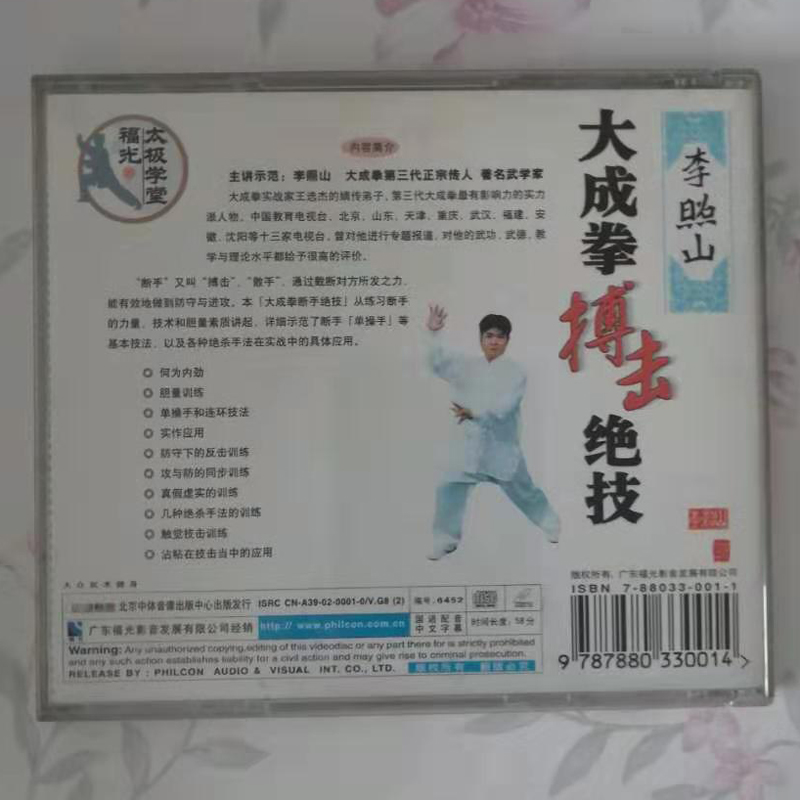 太极学堂
福光
内容简介
主讲示范：李照山 大成拳第三代正宗传人 著名武学家
大成拳实战家王选杰的嫡传弟子、第三代大成拳最有影响力的实力
派人物。中国教育电视台、北京、山东、天津、重庆、武汉、福建、安
徽、沈阳等十三家电视台，曾对他进行专题报道，对他的武功、武德、教
学与理论水平都给予很高的评价。
“断手”又叫“搏击”、“散手”、通过截断对方所发之力，
能有效地做到防守与进攻。本「大成拳断手绝技」从练习断手
的力量，技术和胆量素质讲起，详细示范了断手「单操手」等
基本技法，以及各种绝杀手法在实战中的具体应用。
何为内劲
胆量训练
单操手和连环技法
实作应用
防守下的反击训练
攻与防的同步训练
真假虚实的训练
几种绝杀手法的训练
触觉技击训练
沾粘在技击当中的应用
李照山
大成拳
搏击
绝技
版权所有，广东福光影音发展有限公司
ISBN 7-88033-001-1
9 787880 330014 >
北京中体音像出版中心出版发行
ISRC CN-A39-02-0001-0/V.G8 (2)
编号：6452
广东福光影音发展有限公司经销
http:// www.philcon.com.cn
国语配音
中文字幕
时间长度：58分
Warning: Any unauthorized copying,editing of this videodisc or any part there for is strictly prohibited
and any such action establishes liability for a civil action and may give rise to criminal prosecution.
RELEASE BY : PHILCON AUDIO & VISUAL INT. CO., LTD.
版权所有 翻版必究